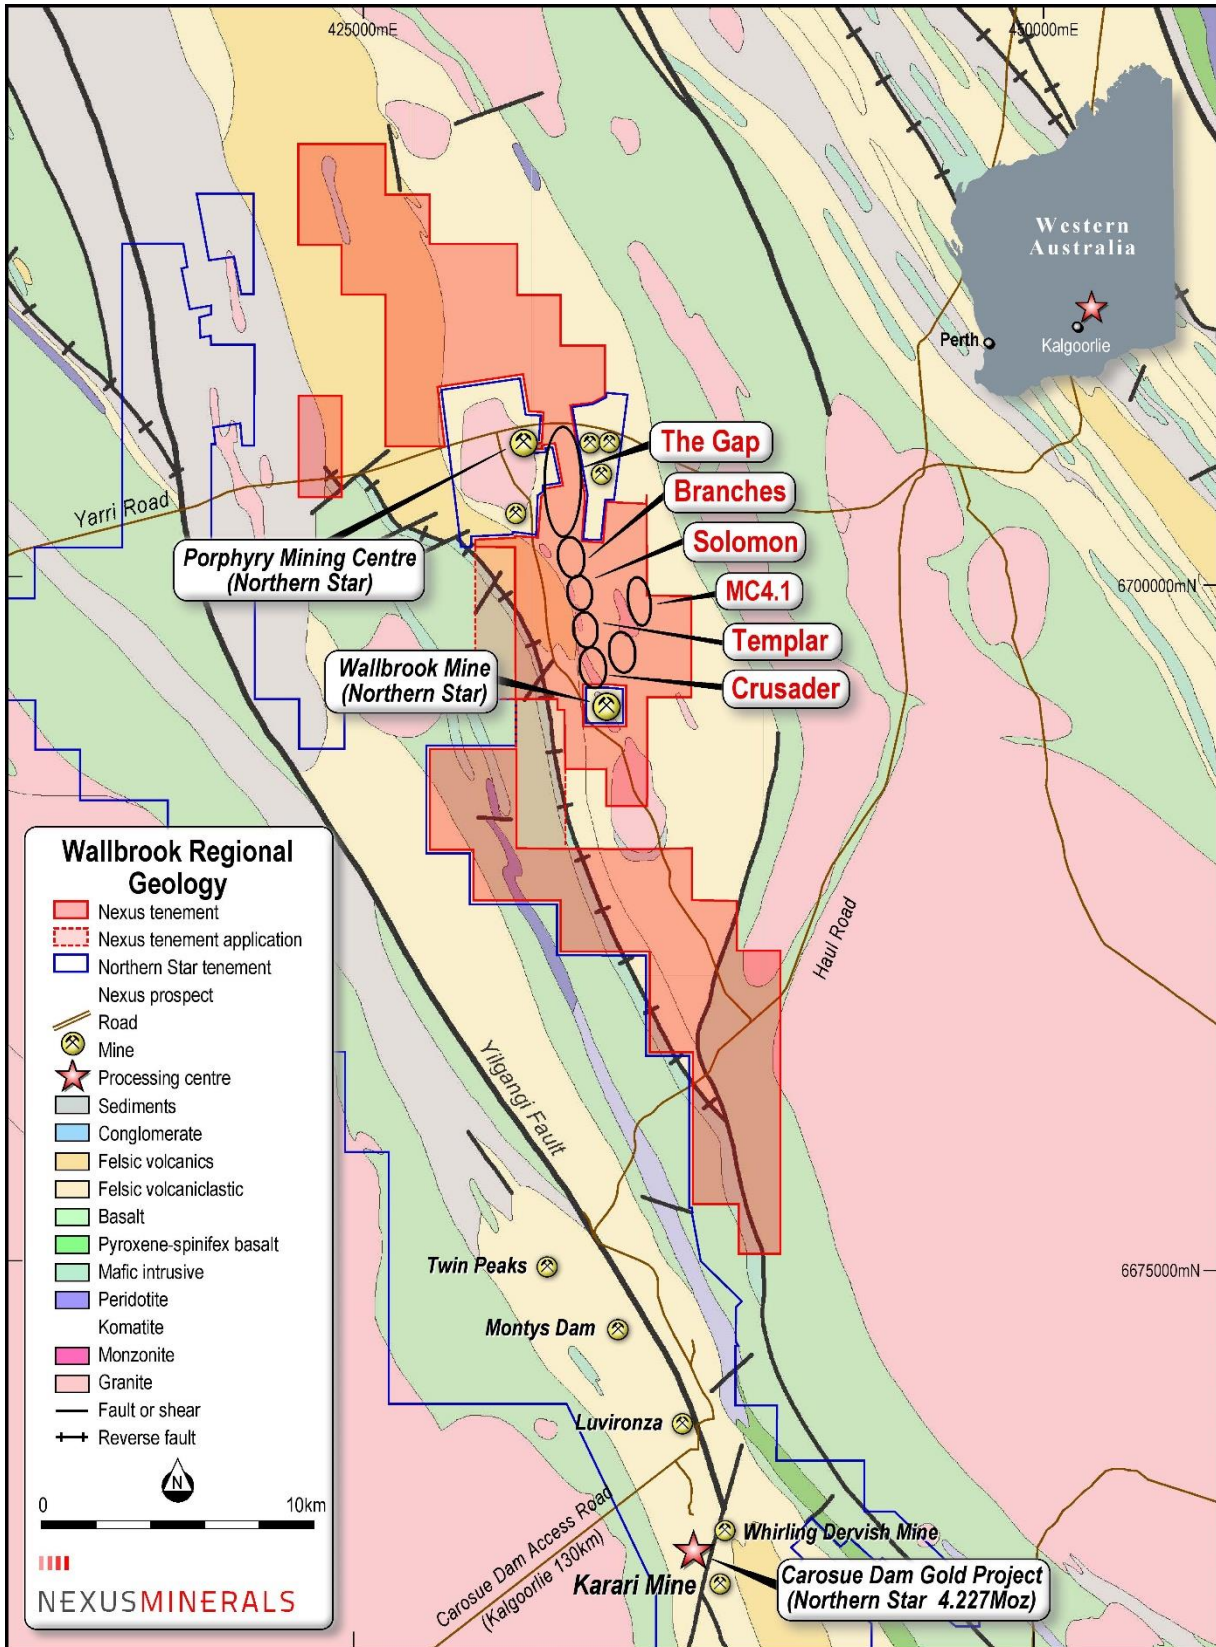 425000mE
450000mE
Western
Australia
Perth
Kalgoorlie
The Gap
Branches
Yarri Road
Solomon
Porphyry Mining Centre
(Northern Star)
6700000mN
MC4.1
Templar
Wallbrook Mine
(Northern Star)
Crusader
Wallbrook Regional
Geology
Nexus tenement
Nexus tenement application
Northern Star tenement
Nexus prospect
Road
Mine
Processing centre
Sediments
Conglomerate
Felsic volcanics
Felsic volcaniclastic
Basalt
Pyroxene-spinifex basalt
Mafic intrusive
Peridotite
Komatite
Monzonite
Granite
Fault or shear
Reverse fault
N
0 10km
NEXUSMINERALS
Haul Road
Yilgangi Fault
Twin Peaks
6675000mN
Montys Dam
Luvironza
Carosue Dam Access Road
(Kalgoorlie 130km)
Whirling Dervish Mine
Karari Mine
Carosue Dam Gold Project
(Northern Star 4.227Moz)